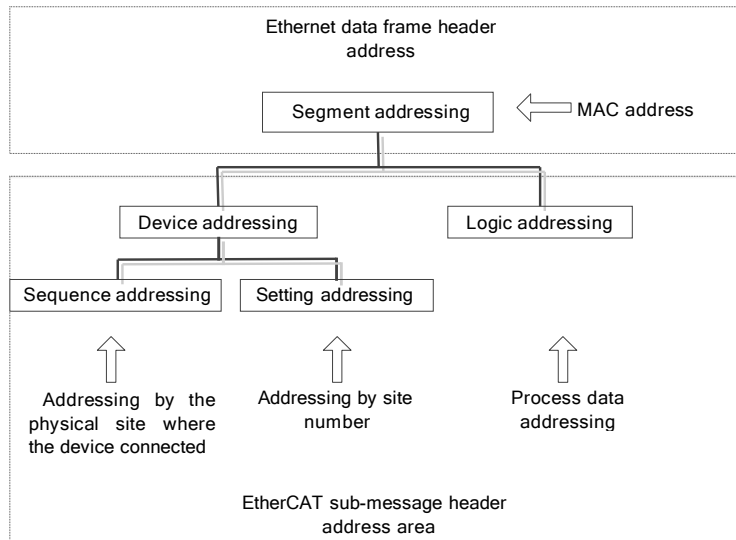 Ethernet data frame header
address
Segment addressing
MAC address
Device addressing
Logic addressing
Sequence addressing
Setting addressing
Addressing by the
physical site where
the device connected
Addressing by site
number
Process data
addressing
EtherCAT sub-message header
address area